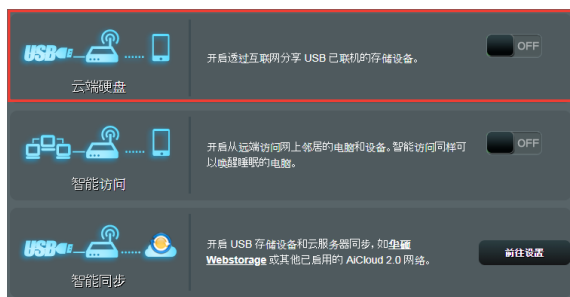 USB
云端硬盘
开启透过互联网分享 USB 已联机的存储设备。
OFF
智能访问
开启从远端访问网上邻居的电脑和设备。智能访问同样可
以唤醒睡眠的电脑。
OFF
USB
智能同步
开启 USB 存储设备和云服务器同步, 如华硕
Webstorage 或其他已启用的 AiCloud 2.0 网络。
前往设置